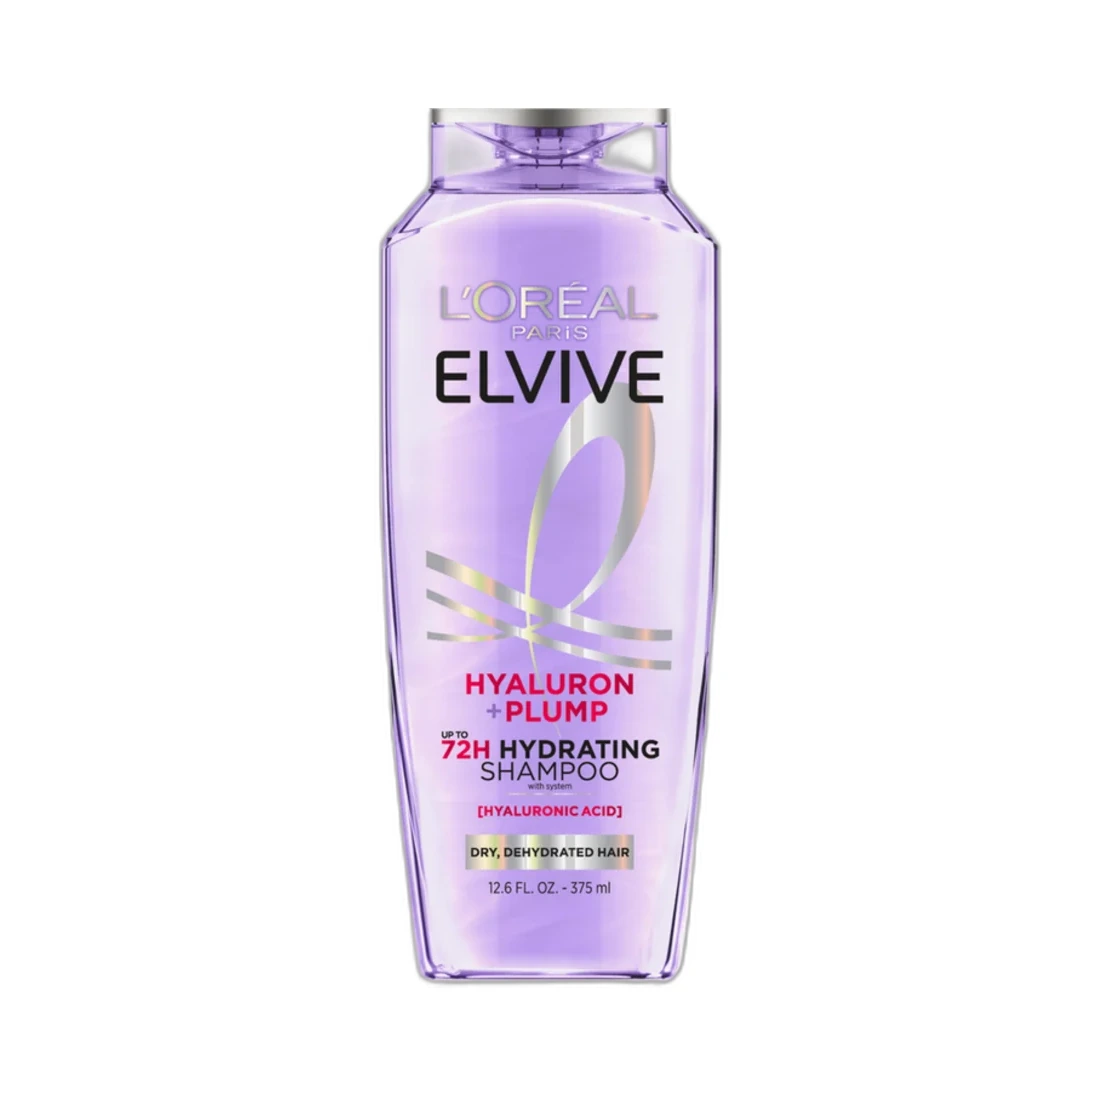 L'ORÉAL
PARiS
ELVIVE
HYALURON
+PLUMP
UP TO
72H HYDRATING
SHAMPOO
with system
[HYALURONIC ACID]
DRY, DEHYDRATED HAIR
12.6 FL. OZ. - 375 ml